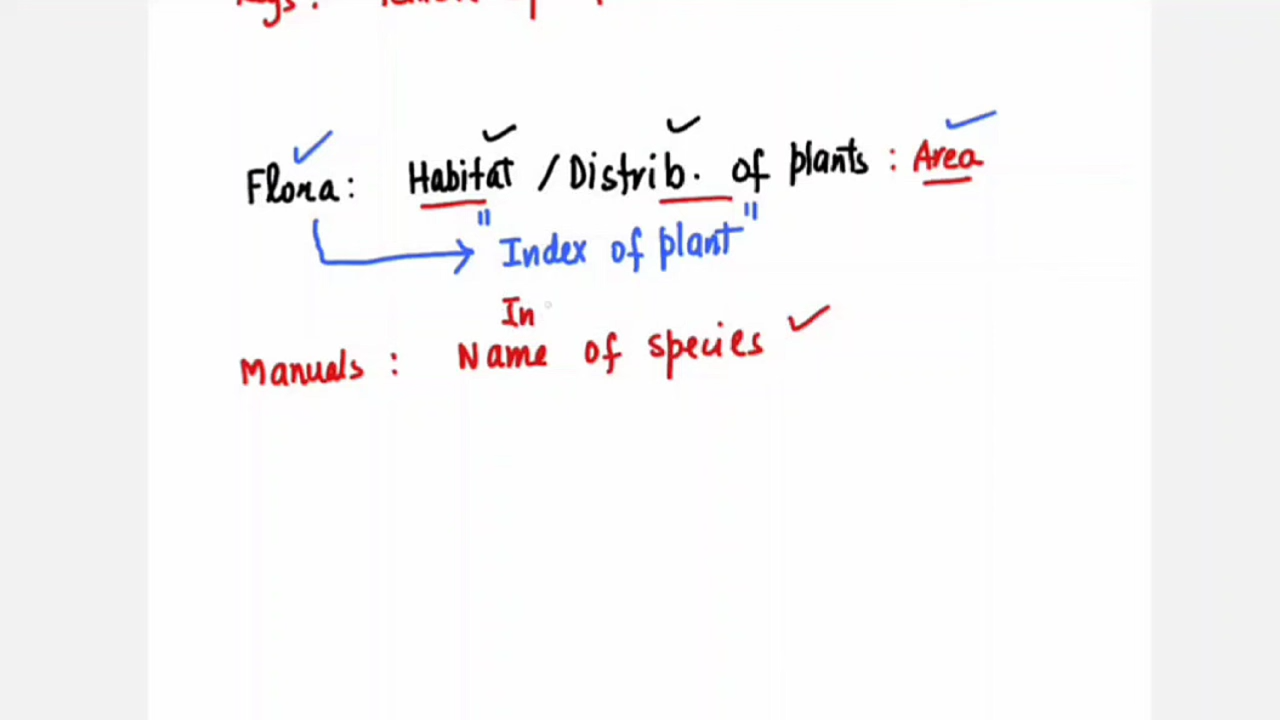 Flora: Habitat / Distrib. of plants : Area
"Index of plant"
In
Manuals : Name of species